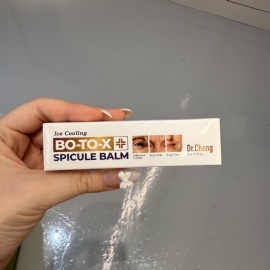 Ice Cooling
BO-TO-X
SPICULE BALM
Dr.Cheng